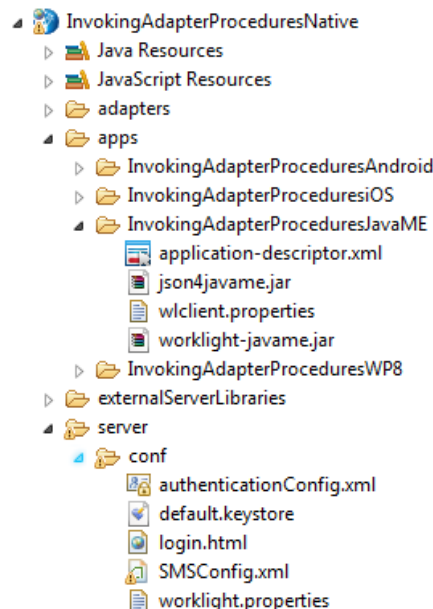 InvokingAdapterProceduresNative
Java Resources
JavaScript Resources
adapters
apps
InvokingAdapterProceduresAndroid
InvokingAdapterProceduresiOS
InvokingAdapterProceduresJavaME
application-descriptor.xml
json4javame.jar
wlclient.properties
worklight-javame.jar
InvokingAdapterProceduresWP8
externalServerLibraries
server
conf
authenticationConfig.xml
default.keystore
login.html
SMSConfig.xml
worklight.properties